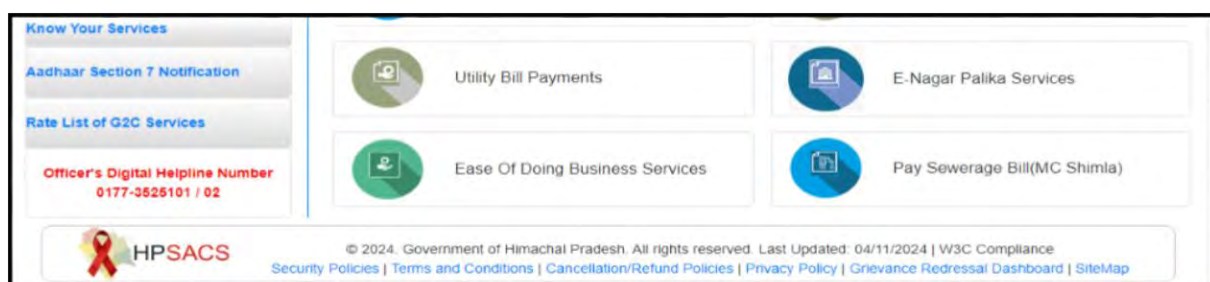 Know Your Services
Aadhaar Section 7 Notification
Rate List of G2C Services
Officer's Digital Helpline Number
0177-3525101 / 02
Utility Bill Payments
E-Nagar Palika Services
Ease Of Doing Business Services
Pay Sewerage Bill(MC Shimla)
HPSACS
© 2024. Government of Himachal Pradesh. All rights reserved. Last Updated: 04/11/2024 | W3C Compliance
Security Policies | Terms and Conditions | Cancellation/Refund Policies | Privacy Policy | Grievance Redressal Dashboard | SiteMap